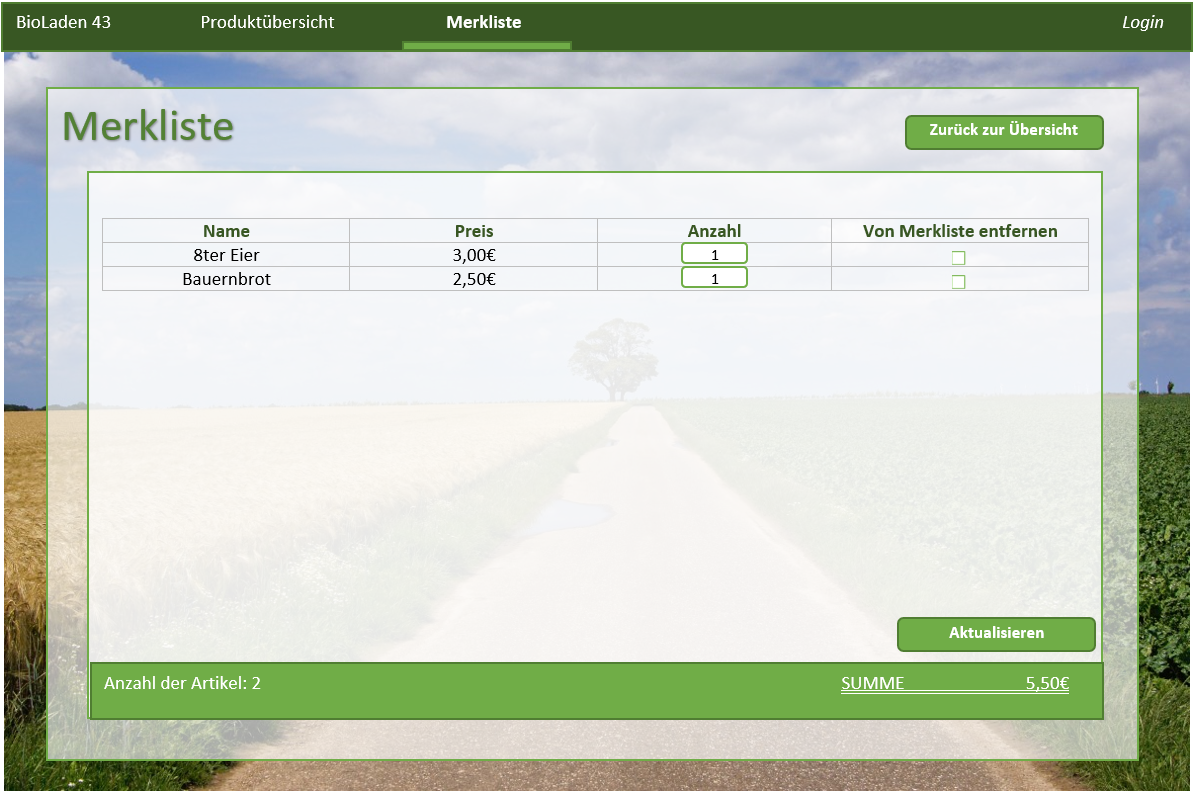 BioLaden 43 Produktübersicht Merkliste Login
Merkliste
Zurück zur Übersicht
Name Preis Anzahl Von Merkliste entfernen
8ter Eier 3,00€ 1
Bauernbrot 2,50€ 1
Aktualisieren
Anzahl der Artikel: 2 SUMME 5,50€